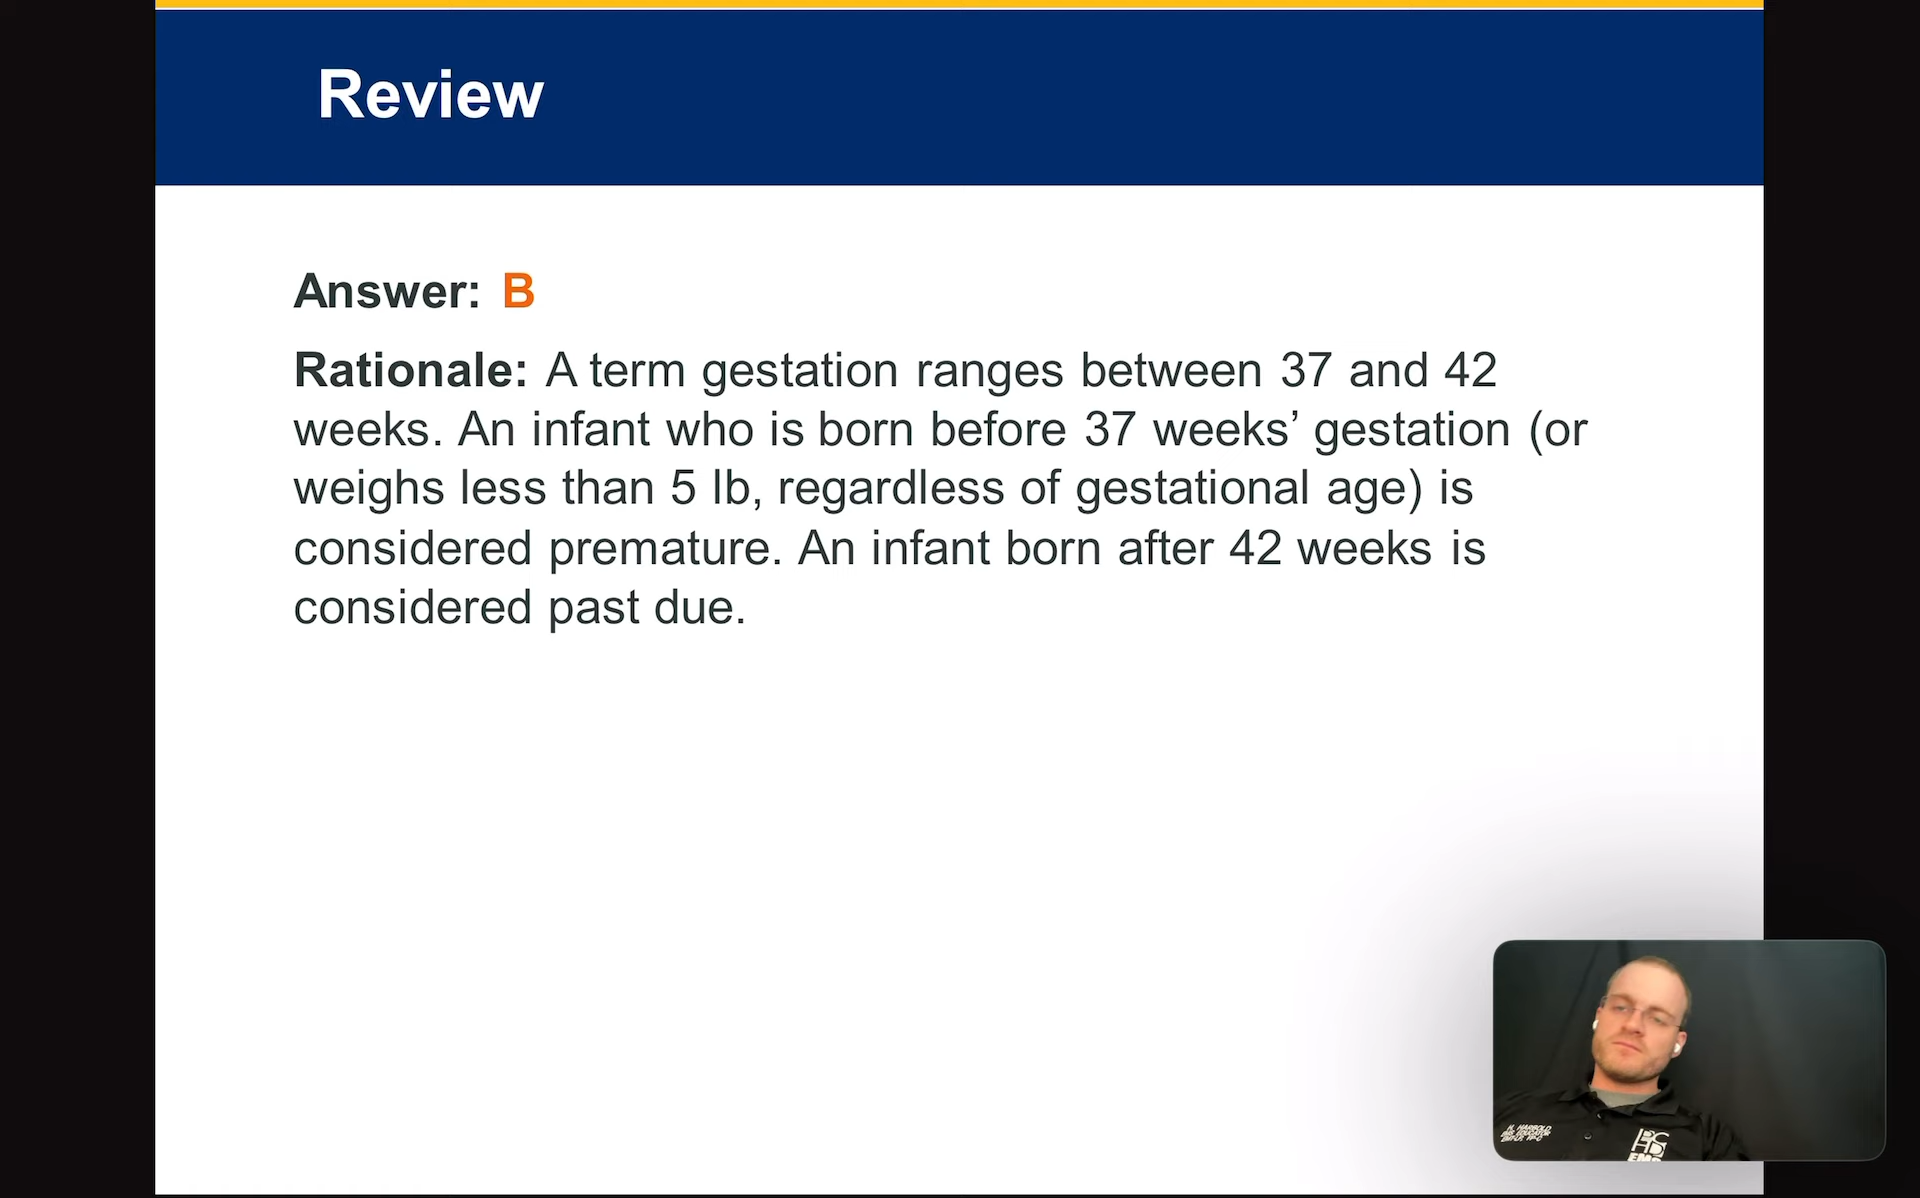 Review
Answer: B
Rationale: A term gestation ranges between 37 and 42
weeks. An infant who is born before 37 weeks’ gestation (or
weighs less than 5 lb, regardless of gestational age) is
considered premature. An infant born after 42 weeks is
considered past due.
EMS EDUCATOR